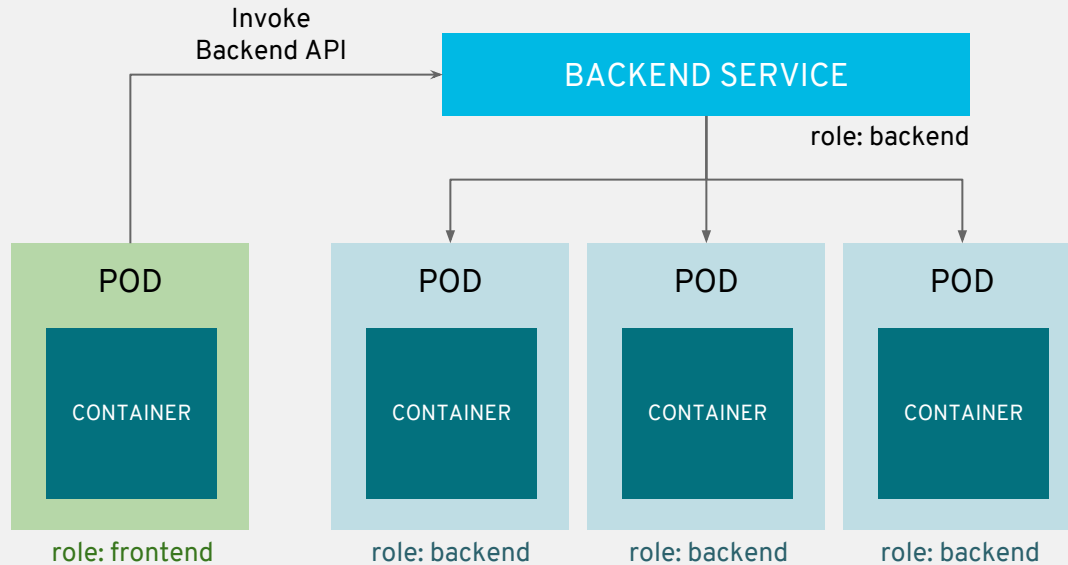 Invoke
Backend API
BACKEND SERVICE
role: backend
POD
POD
POD
POD
CONTAINER
CONTAINER
CONTAINER
CONTAINER
role: frontend
role: backend
role: backend
role: backend